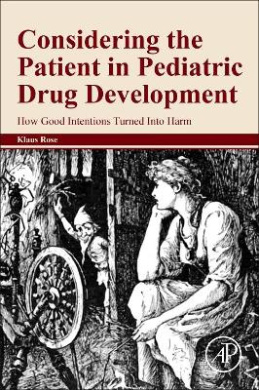 Considering the
Patient in Pediatric
Drug Development
How Good Intentions Turned Into Harm
Klaus Rose